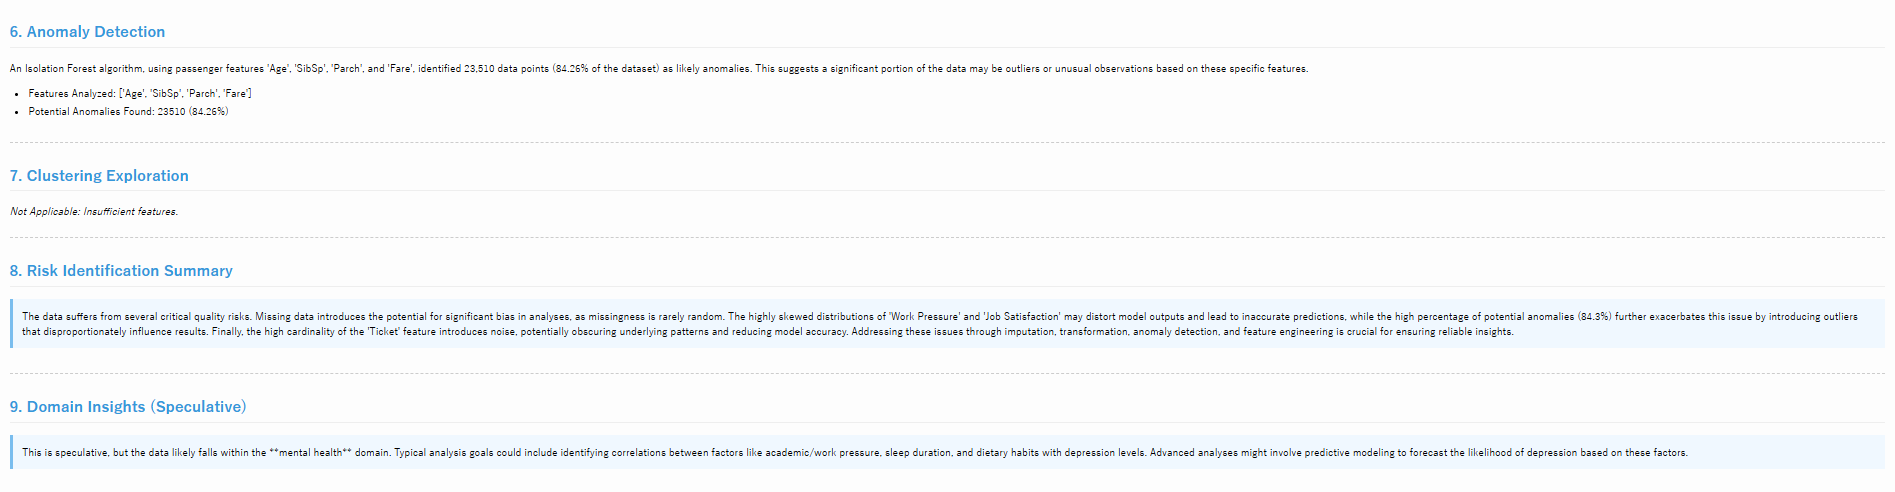 6. Anomaly Detection
An Isolation Forest algorithm, using passenger features 'Age', 'SibSp', 'Parch', and 'Fare', identified 23,510 data points (84.26% of the dataset) as likely anomalies. This suggests a significant portion of the data may be outliers or unusual observations based on these specific features.
• Features Analyzed: ['Age', 'SibSp', 'Parch', 'Fare']
• Potential Anomalies Found: 23510 (84.26%)
7. Clustering Exploration
Not Applicable: Insufficient features.
8. Risk Identification Summary
The data suffers from several critical quality risks. Missing data introduces the potential for significant bias in analyses, as missingness is rarely random. The highly skewed distributions of 'Work Pressure' and 'Job Satisfaction' may distort model outputs and lead to inaccurate predictions, while the high percentage of potential anomalies (84.3%) further exacerbates this issue by introducing outliers
that disproportionately influence results. Finally, the high cardinality of the 'Ticket' feature introduces noise, potentially obscuring underlying patterns and reducing model accuracy. Addressing these issues through imputation, transformation, anomaly detection, and feature engineering is crucial for ensuring reliable insights.
9. Domain Insights (Speculative)
This is speculative, but the data likely falls within the **mental health** domain. Typical analysis goals could include identifying correlations between factors like academic/work pressure, sleep duration, and dietary habits with depression levels. Advanced analyses might involve predictive modeling to forecast the likelihood of depression based on these factors.